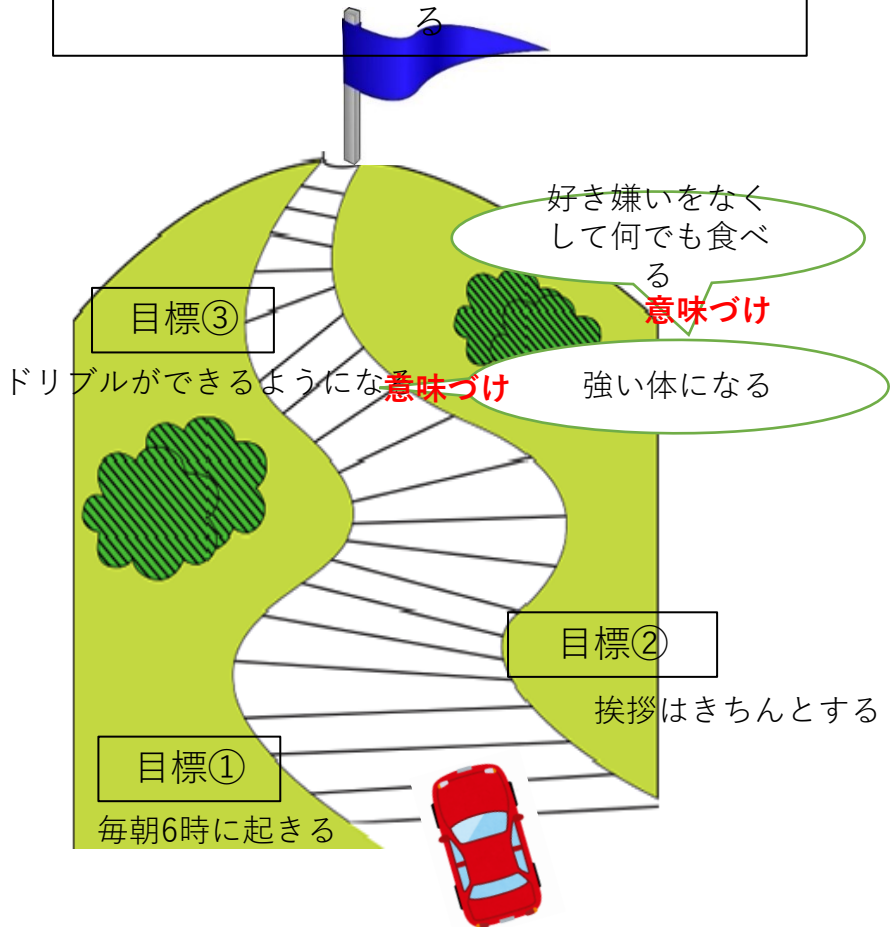 る
好き嫌いをなく
して何でも食べ
る
意味づけ
目標③
ドリブルができるようになる
意味づけ
強い体になる
目標②
挨拶はきちんとする
目標①
毎朝6時に起きる